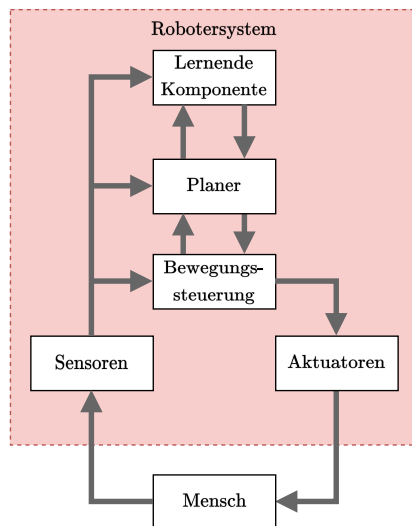 Robotersystem
Lernende
Komponente
Planer
Bewegungs-
steuerung
Sensoren
Aktuatoren
Mensch